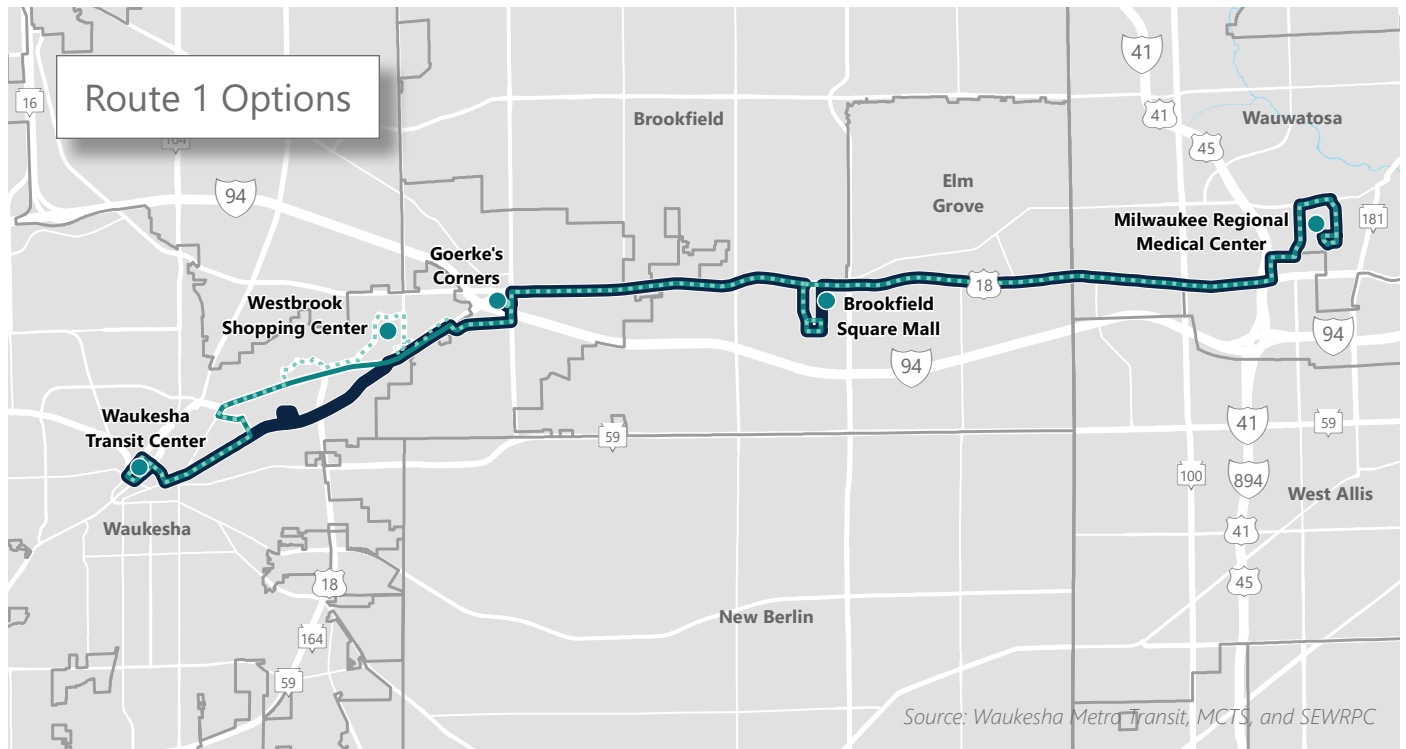 Route 1 Options
16
164
94
Brookfield
41
41
45
Wauwatosa
Elm
Grove
Milwaukee Regional
Medical Center
181
Goerke's
Corners
Westbrook
Shopping Center
18
Brookfield
Square Mall
94
94
Waukesha
Transit Center
59
41
59
100
894
West Allis
Waukesha
41
18
45
New Berlin
164
59
Source: Waukesha Metro Transit, MCTS, and SEWRPC